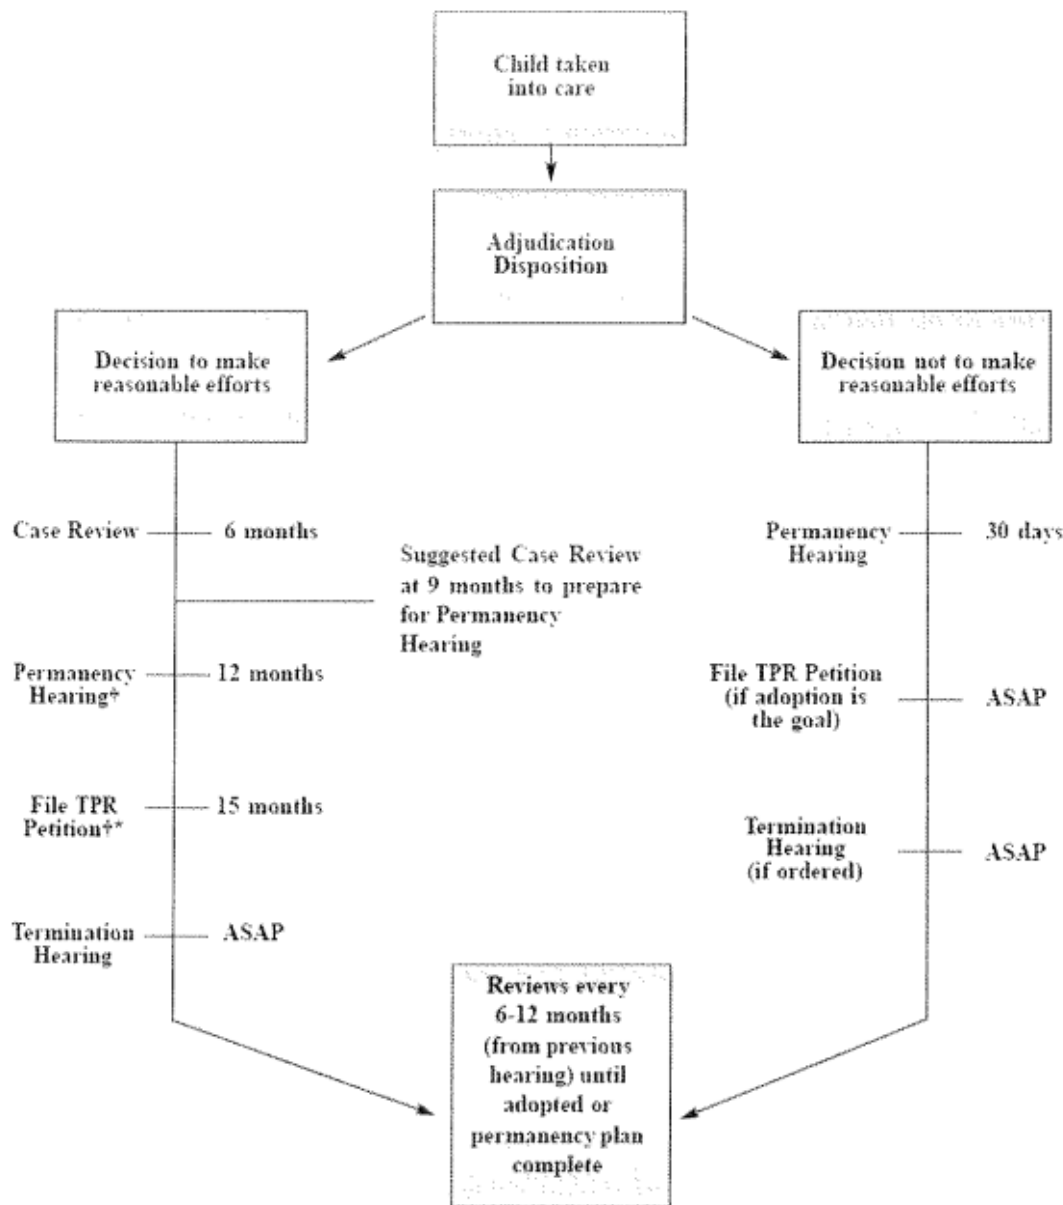 Child taken
into care
Adjudication
Disposition
Decision to make
reasonable efforts
Decision not to make
reasonable efforts
Case Review
6 months
Suggested Case Review
at 9 months to prepare
for Permanency
Hearing
Permanency
Hearing†
12 months
File TPR
Petition†*
15 months
Termination
Hearing
ASAP
Permanency
Hearing
30 days
File TPR Petition
(if adoption is
the goal)
ASAP
Termination
Hearing
(if ordered)
ASAP
Reviews every
6-12 months
(from previous
hearing) until
adopted or
permanency plan
complete